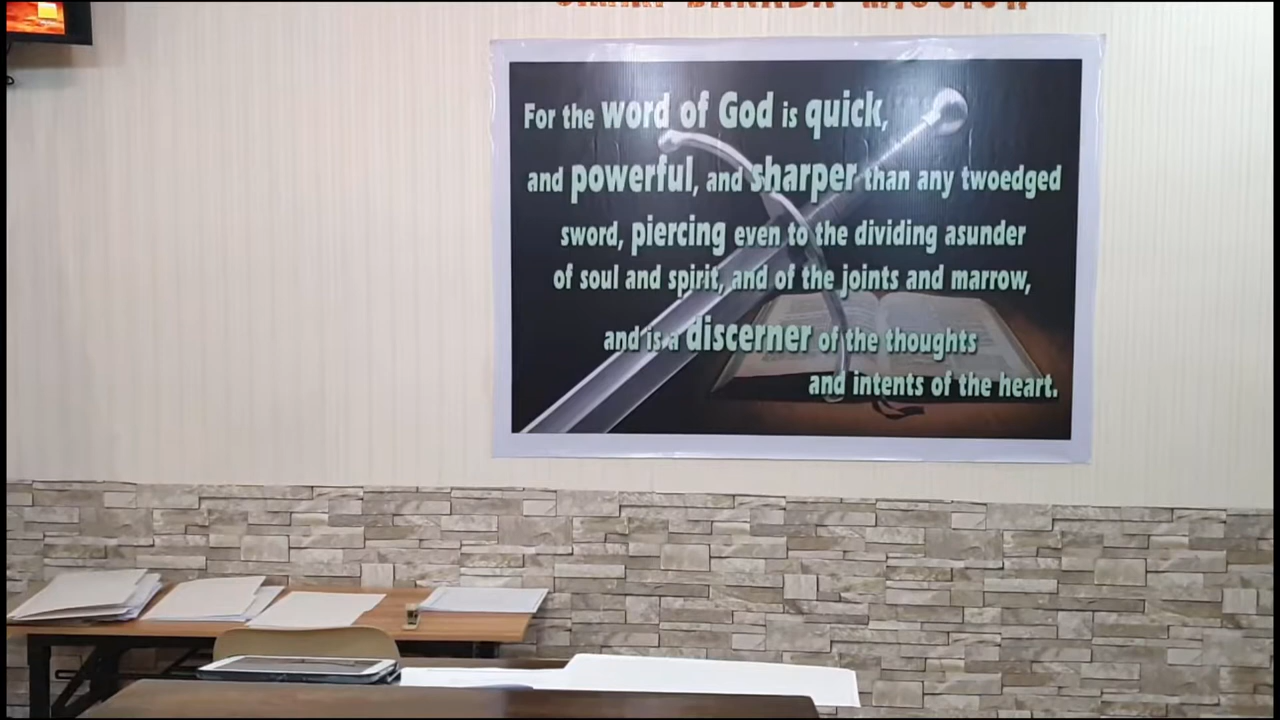 MISSION
For the word of God is quick,
and powerful, and sharper than any twoedged
sword, piercing even to the dividing asunder
of soul and spirit, and of the joints and marrow,
and is a discerner of the thoughts
and intents of the heart.